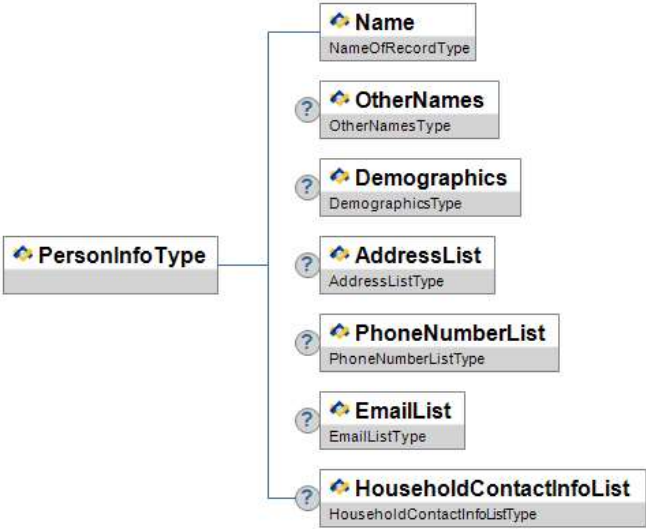 Name
NameOfRecordType
?
OtherNames
OtherNamesType
?
Demographics
DemographicsType
PersonInfoType
?
AddressList
AddressListType
?
PhoneNumberList
PhoneNumberListType
?
EmailList
EmailListType
?
HouseholdContactInfoList
HouseholdContactInfoListType